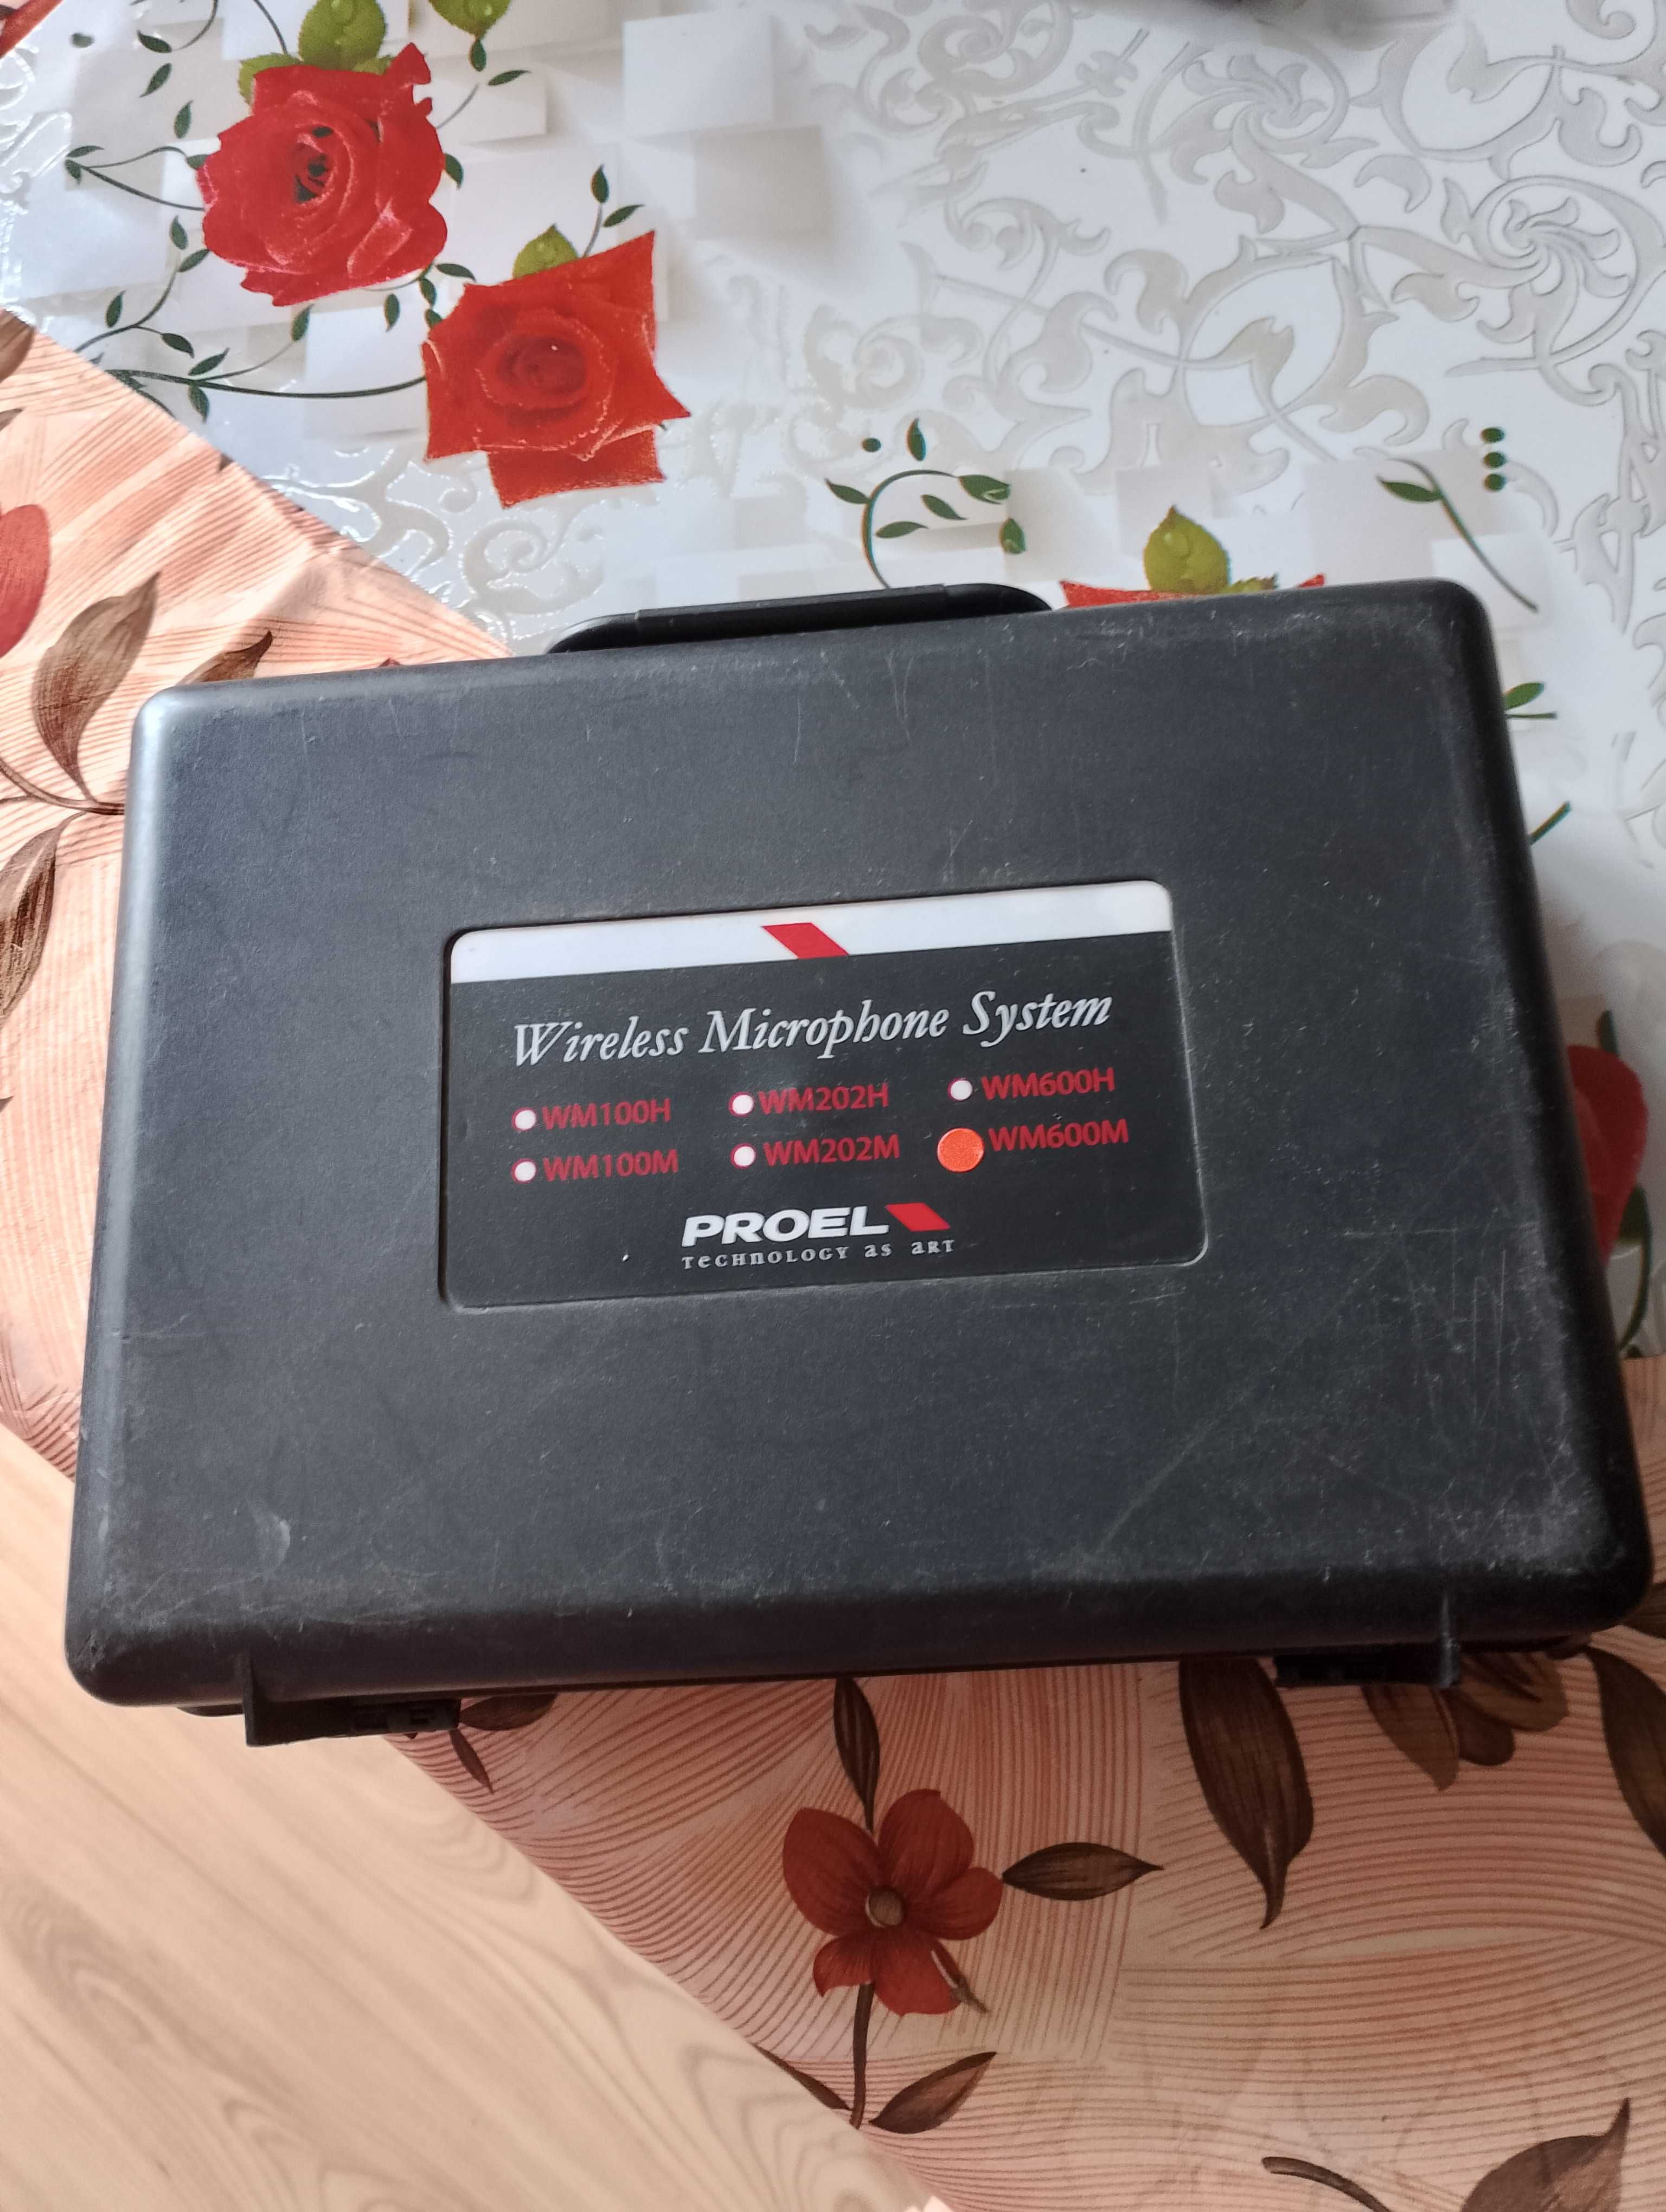 Wireless Microphone System
WM100H WM202H WM600H
WM100M WM202M WM600M
PROEL
TECHNOLOGY as aRT